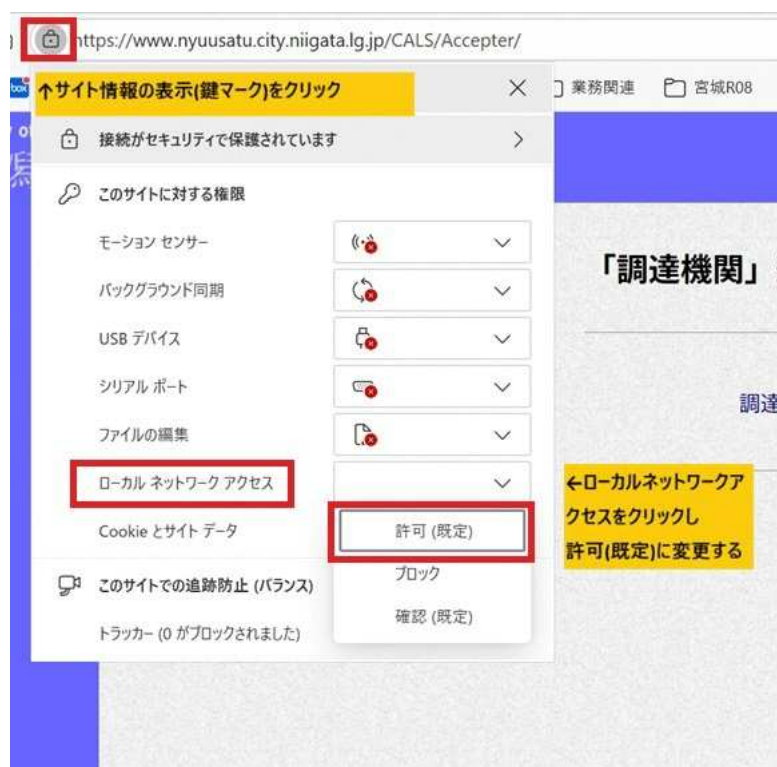 https://www.nyuusatu.city.niigata.lg.jp/CALS/Accepter/
↑サイト情報の表示(鍵マーク)をクリック
業務関連 宮城R08
接続がセキュリティで保護されています
このサイトに対する権限
モーション センサー
バックグラウンド同期
「調達機関」
USB デバイス
シリアル ポート
調達
ファイルの編集
ローカル ネットワーク アクセス
←ローカルネットワークア
クセスをクリックし
許可(既定)に変更する
Cookie とサイト データ
許可 (既定)
ブロック
確認 (既定)
このサイトでの追跡防止 (バランス)
トラッカー (0 がブロックされました)